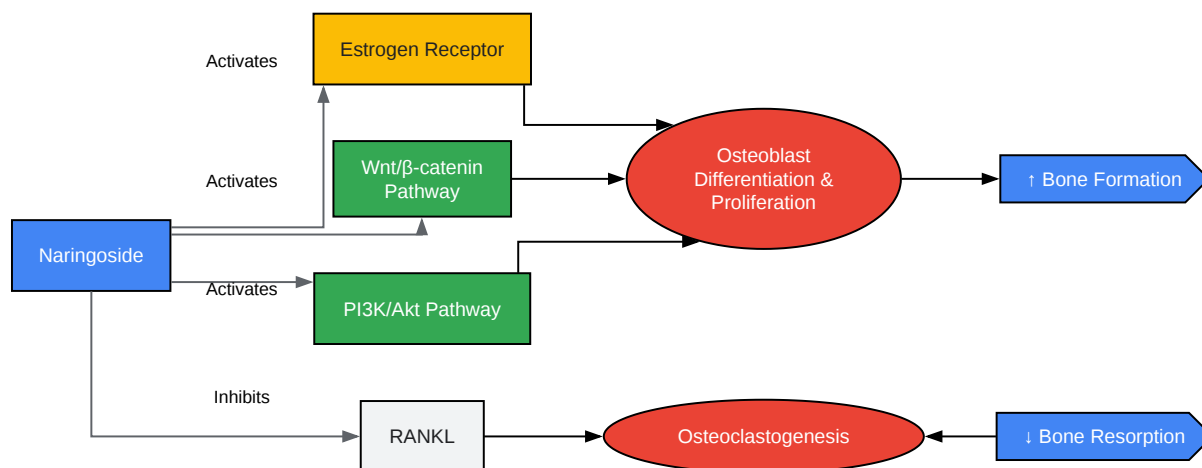 Activates
Estrogen Receptor
Activates
Wnt/β-catenin
Pathway
Osteoblast
Differentiation &
Proliferation
↑ Bone Formation
Naringoside
Activates
PI3K/Akt Pathway
Inhibits
RANKL
Osteoclastogenesis
↓ Bone Resorption